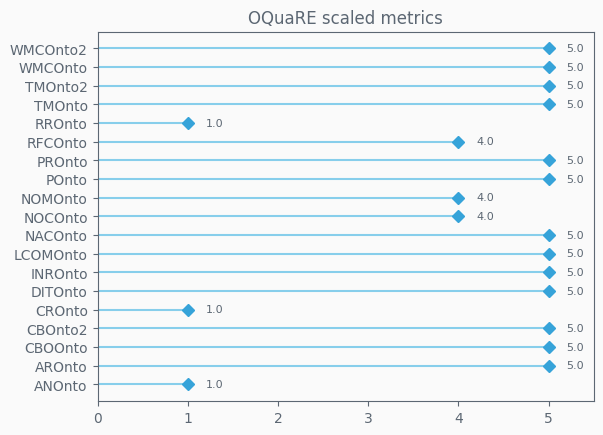 OQuaRE scaled metrics
WMCOnto2 5.0
WMCOnto 5.0
TMOnto2 5.0
TMOnto 5.0
RROnto 1.0
RFCOnto 4.0
PROnto 5.0
POnto 5.0
NOMOnto 4.0
NOCOnto 4.0
NACOnto 5.0
LCOMOnto 5.0
INROnto 5.0
DITOnto 5.0
CROnto 1.0
CBOnto2 5.0
CBOOnto 5.0
AROnto 5.0
ANOnto 1.0
0 1 2 3 4 5